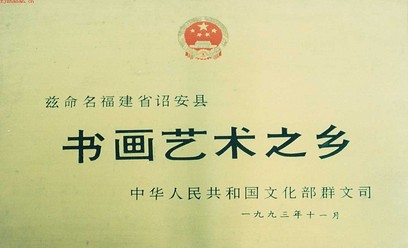 兹命名福建省诏安县
书画艺术之乡
中华人民共和国文化部群文司
一九九三年十一月